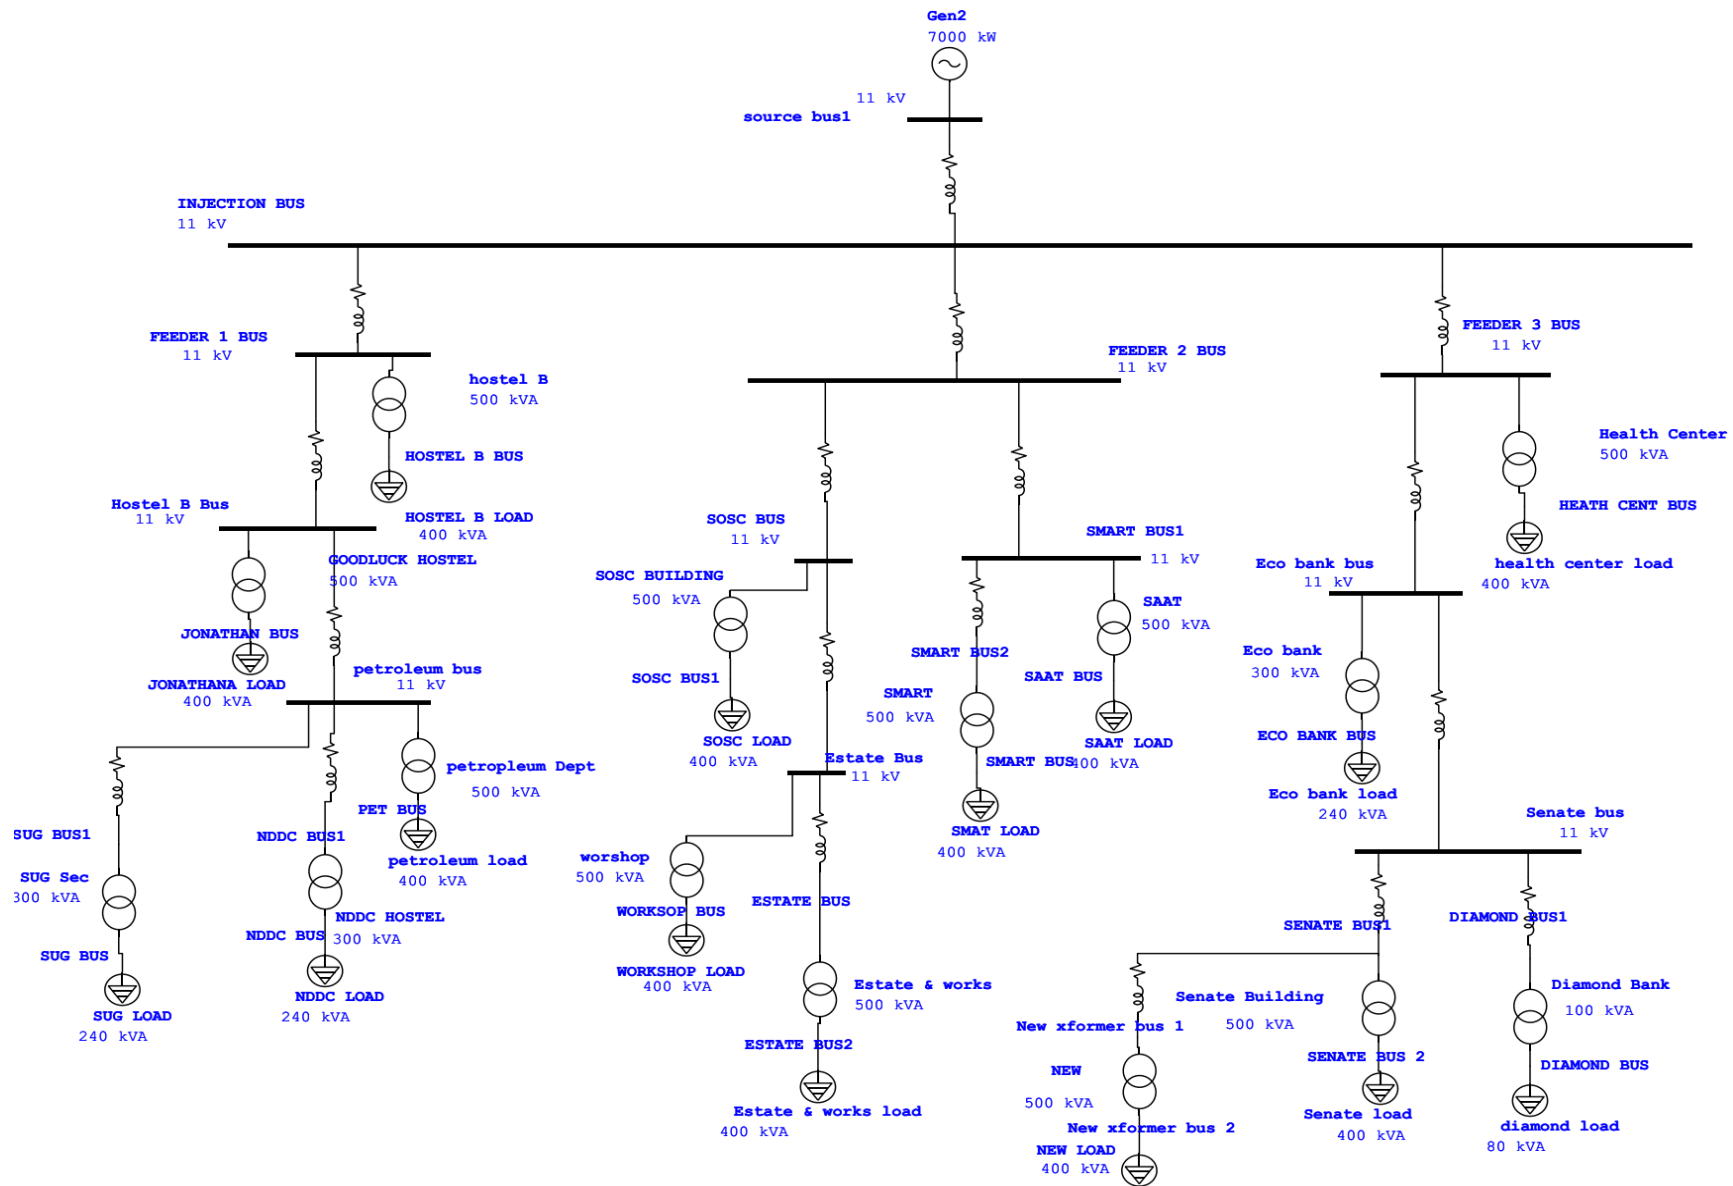 Gen2
7000 kW
11 kV
source bus1
INJECTION BUS
11 kV
FEEDER 1 BUS
11 kV
hostel B
500 kVA
HOSTEL B BUS
HOSTEL B LOAD
400 kVA
Hostel B Bus
11 kV
GOODLUCK HOSTEL
500 kVA
JONATHAN BUS
JONATHANA LOAD
400 kVA
petroleum bus
11 kV
petropleum Dept
500 kVA
PET BUS
petroleum load
400 kVA
SUG BUS1
SUG Sec
300 kVA
SUG BUS
SUG LOAD
240 kVA
NDDC BUS1
NDDC HOSTEL
300 kVA
NDDC BUS
NDDC LOAD
240 kVA
FEEDER 2 BUS
11 kV
SOSC BUS
11 kV
SOSC BUILDING
500 kVA
SOSC BUS1
SOSC LOAD
400 kVA
Estate Bus
11 kV
worshop
500 kVA
WORKSOP BUS
WORKSHOP LOAD
400 kVA
ESTATE BUS
Estate & works
500 kVA
ESTATE BUS2
Estate & works load
400 kVA
SMART BUS1
11 kV
SMART BUS2
SMART
500 kVA
SMART BUS
SMAT LOAD
400 kVA
SAAT
500 kVA
SAAT BUS
SAAT LOAD
400 kVA
FEEDER 3 BUS
11 kV
Health Center
500 kVA
HEATH CENT BUS
health center load
400 kVA
Eco bank bus
11 kV
Eco bank
300 kVA
ECO BANK BUS
Eco bank load
240 kVA
Senate bus
11 kV
SENATE BUS1
DIAMOND BUS1
Senate Building
500 kVA
SENATE BUS 2
Senate load
400 kVA
Diamond Bank
100 kVA
DIAMOND BUS
diamond load
80 kVA
New xformer bus 1
NEW
500 kVA
New xformer bus 2
NEW LOAD
400 kVA